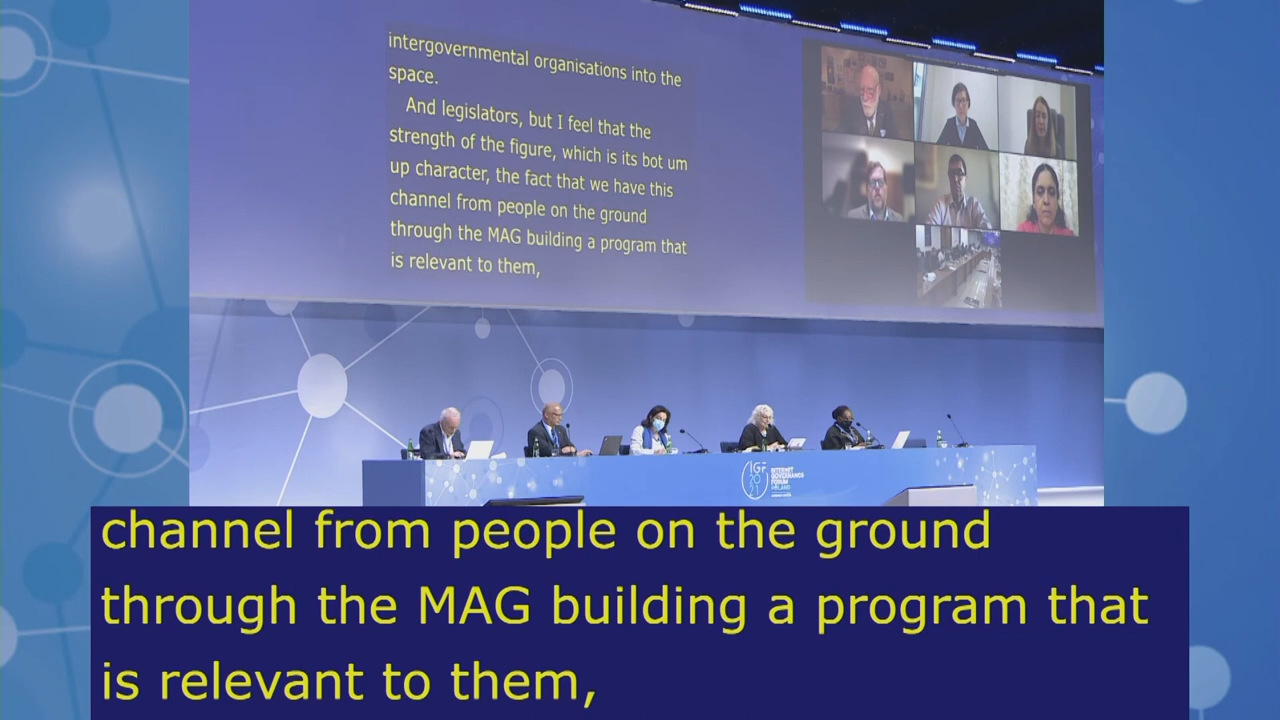 intergovernmental organisations into the
space.
And legislators, but I feel that the
strength of the figure, which is its bot um
up character, the fact that we have this
channel from people on the ground
through the MAG building a program that
is relevant to them,
IGF
20
21
INTERNET
GOVERNANCE
FORUM
POLAND
channel from people on the ground
through the MAG building a program that
is relevant to them,